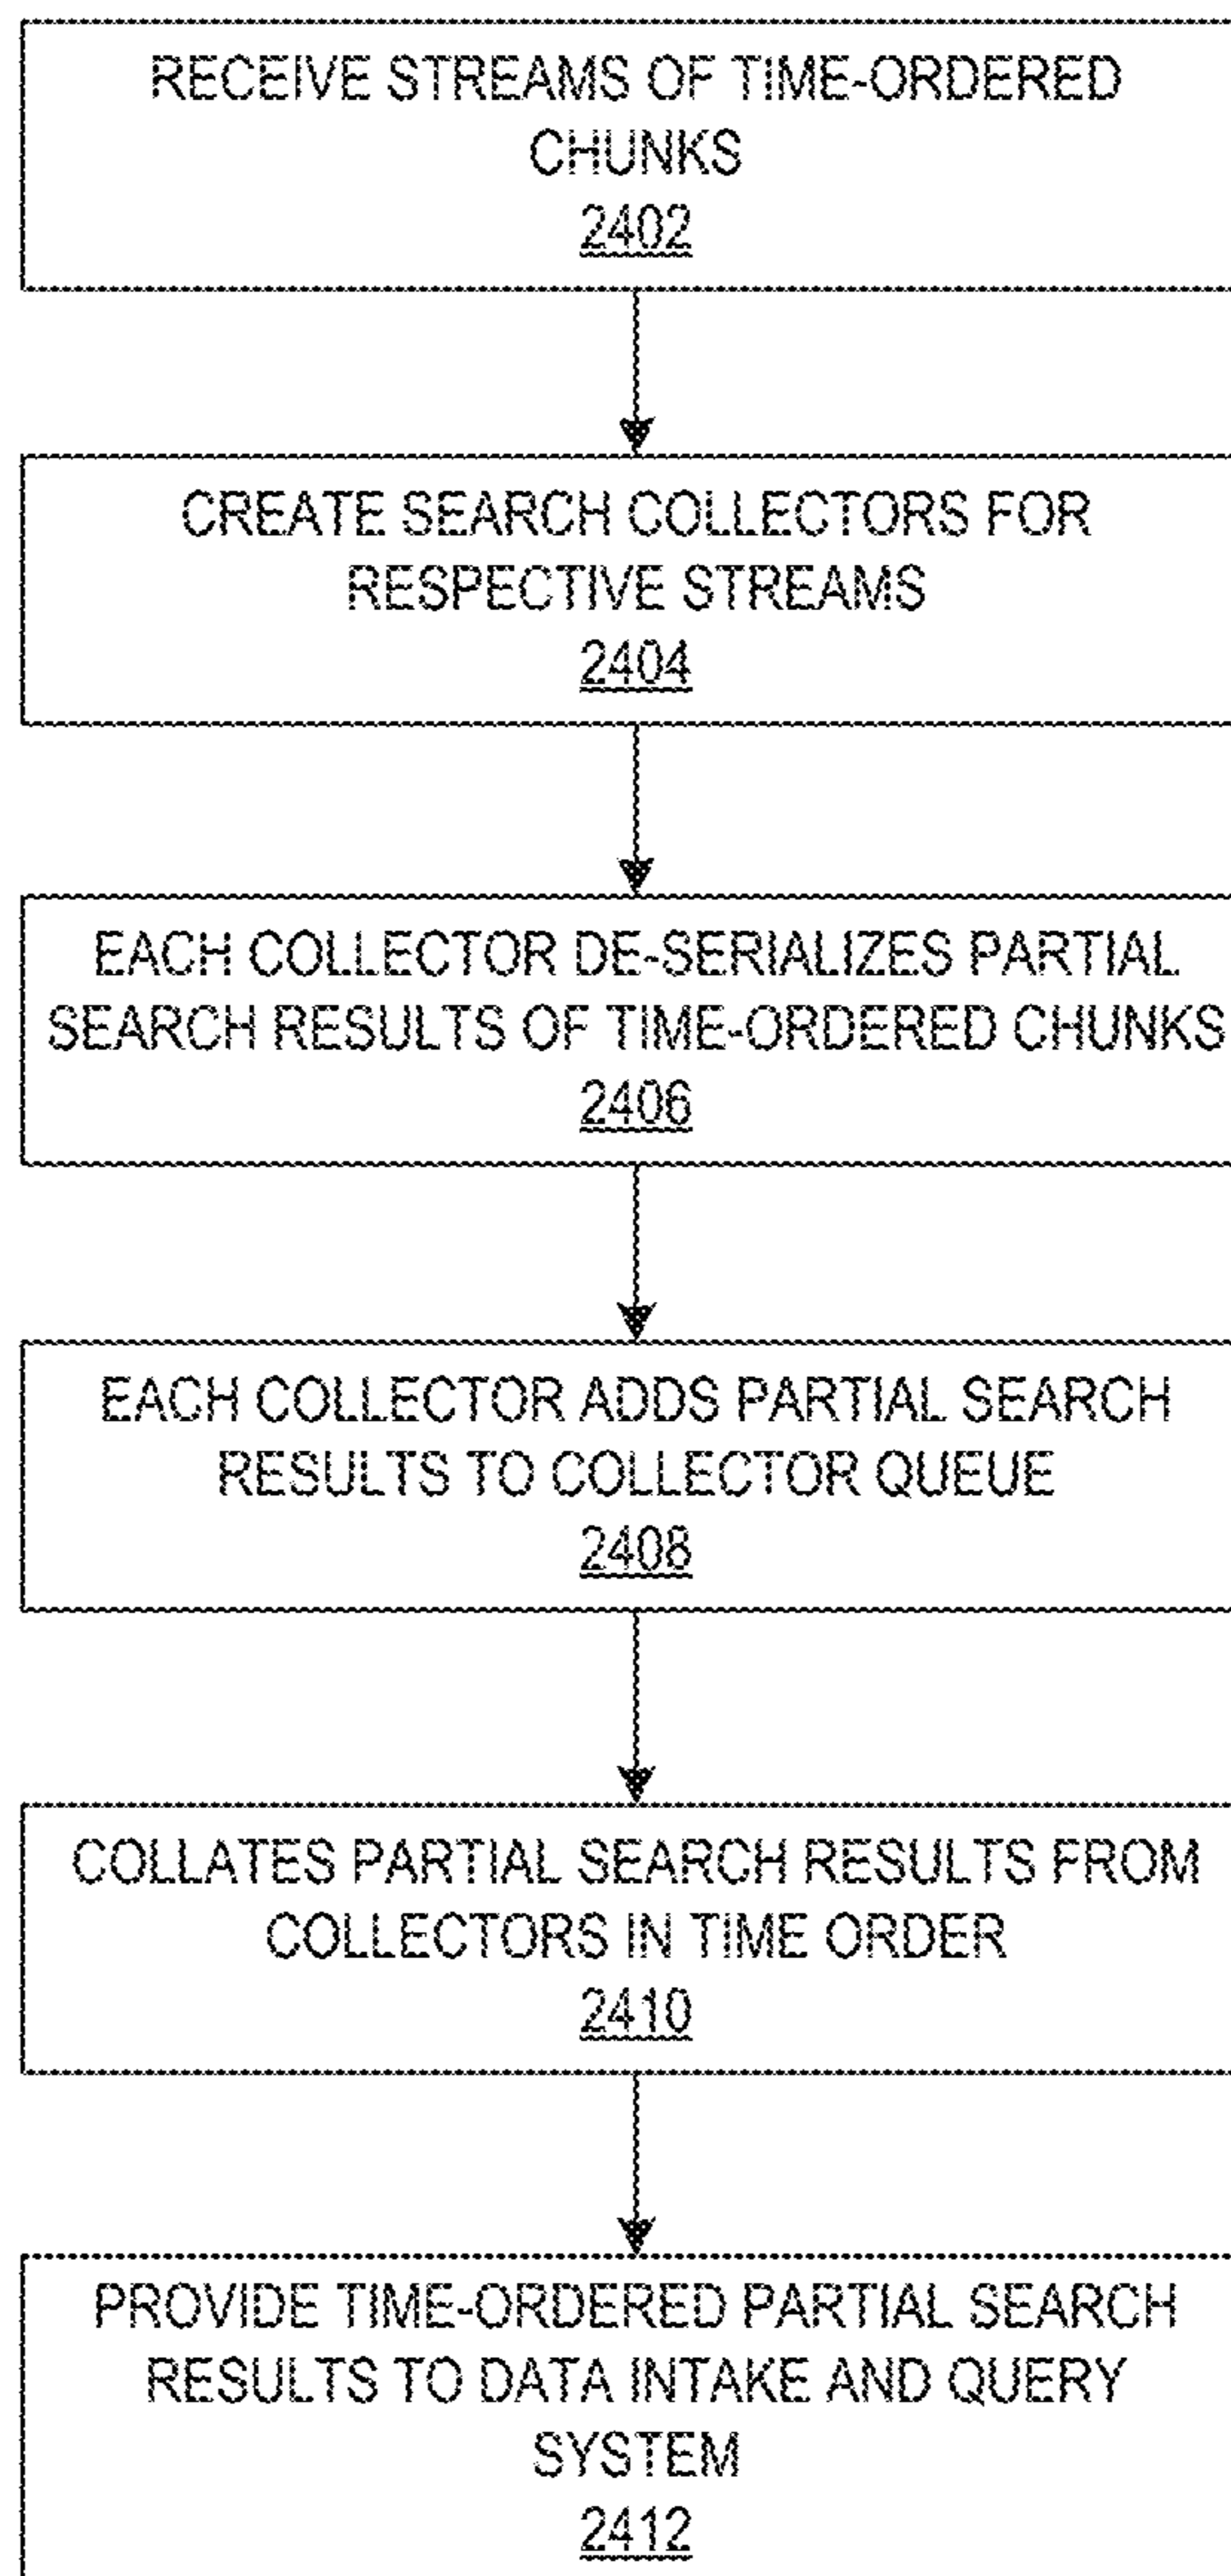 RECEIVE STREAMS OF TIME-ORDERED
CHUNKS
2402
CREATE SEARCH COLLECTORS FOR
RESPECTIVE STREAMS
2404
EACH COLLECTOR DE-SERIALIZES PARTIAL
SEARCH RESULTS OF TIME-ORDERED CHUNKS
2406
EACH COLLECTOR ADDS PARTIAL SEARCH
RESULTS TO COLLECTOR QUEUE
2408
COLLATES PARTIAL SEARCH RESULTS FROM
COLLECTORS IN TIME ORDER
2410
PROVIDE TIME-ORDERED PARTIAL SEARCH
RESULTS TO DATA INTAKE AND QUERY
SYSTEM
2412